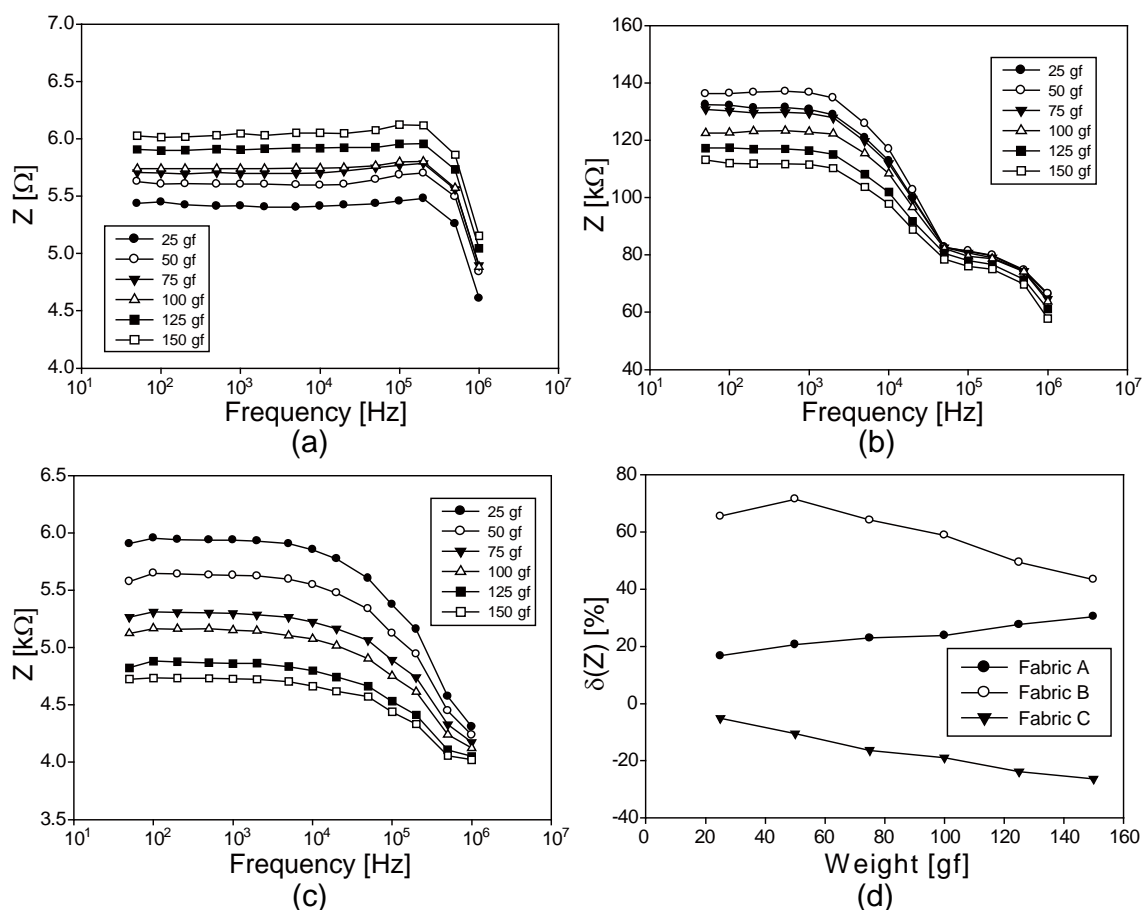 7.0
6.5
6.0
5.5
5.0
4.5
4.0
Z [Ω]
25 gf
50 gf
75 gf
100 gf
125 gf
150 gf
10¹ 10² 10³ 10⁴ 10⁵ 10⁶ 10⁷
Frequency [Hz]
(a)
160
140
120
100
80
60
40
Z [kΩ]
25 gf
50 gf
75 gf
100 gf
125 gf
150 gf
10¹ 10² 10³ 10⁴ 10⁵ 10⁶ 10⁷
Frequency [Hz]
(b)
6.5
6.0
5.5
5.0
4.5
4.0
3.5
Z [kΩ]
25 gf
50 gf
75 gf
100 gf
125 gf
150 gf
10¹ 10² 10³ 10⁴ 10⁵ 10⁶ 10⁷
Frequency [Hz]
(c)
80
60
40
20
0
-20
-40
δ(Z) [%]
Fabric A
Fabric B
Fabric C
0 20 40 60 80 100 120 140 160
Weight [gf]
(d)